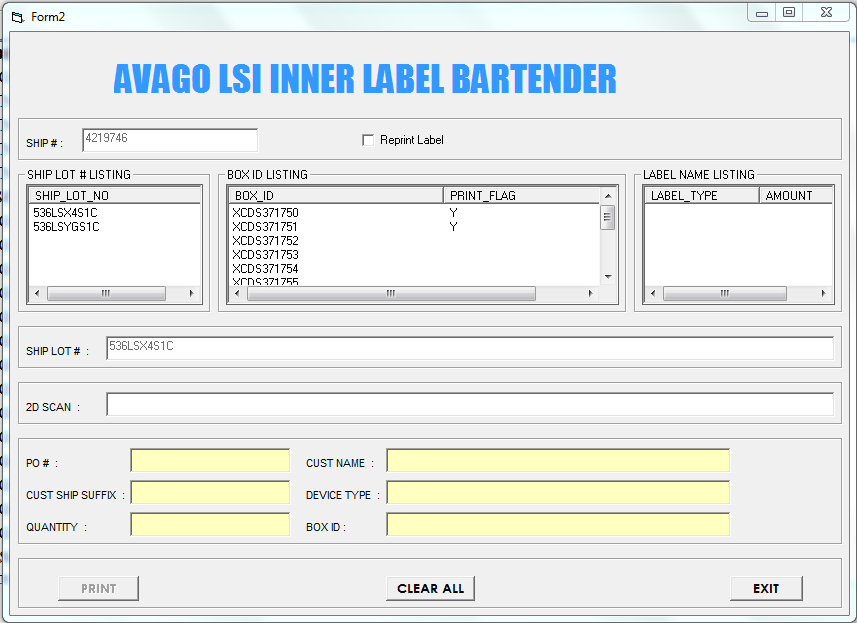 Form2
AVAGO LSI INNER LABEL BARTENDER
SHIP # : 4219746 Reprint Label
SHIP LOT # LISTING BOX ID LISTING LABEL NAME LISTING
SHIP_LOT_NO BOX_ID PRINT_FLAG LABEL_TYPE AMOUNT
536LSX4S1C XCDS371750 Y
536LSYGS1C XCDS371751 Y
XCDS371752
XCDS371753
XCDS371754
XCDS371755
SHIP LOT # : 536LSX4S1C
2D SCAN :
PO # : CUST NAME :
CUST SHIP SUFFIX : DEVICE TYPE :
QUANTITY : BOX ID :
PRINT CLEAR ALL EXIT